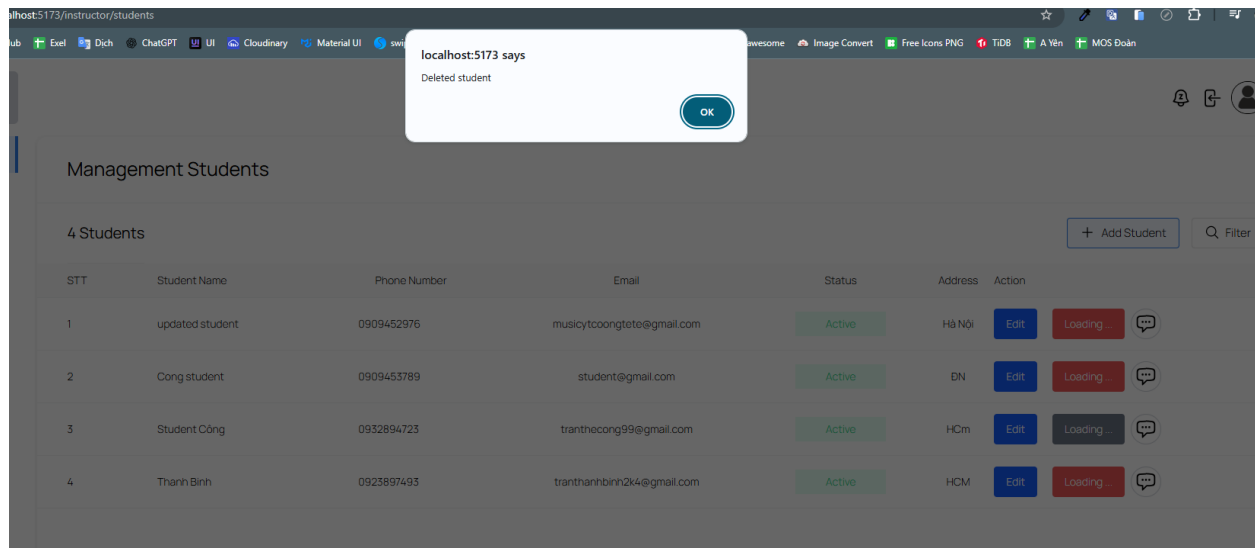 alhost:5173/instructor/students
lub Exel Dịch ChatGPT UI UI Cloudinary Material UI swip awesome Image Convert Free Icons PNG TiDB A Yên MOS Đoàn
localhost:5173 says
Deleted student
OK
Management Students
4 Students + Add Student Filter
STT Student Name Phone Number Email Status Address Action
1 updated student 0909452976 musicytcoongtete@gmail.com Active Hà Nội Edit Loading ...
2 Cong student 0909453789 student@gmail.com Active ĐN Edit Loading ...
3 Student Công 0932894723 tranthecong99@gmail.com Active HCm Edit Loading ...
4 Thanh Binh 0923897493 tranthanhbinh2k4@gmail.com Active HCM Edit Loading ...